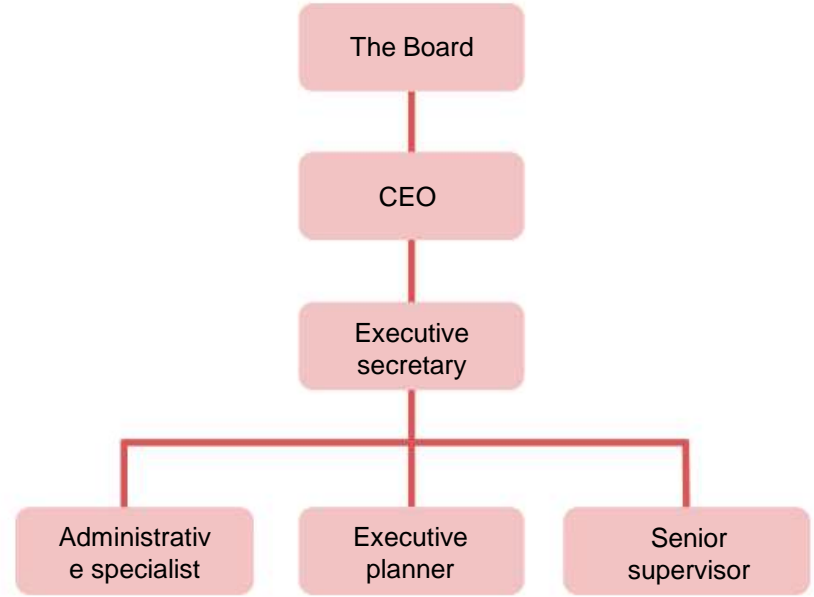 The Board
CEO
Executive
secretary
Administrativ
e specialist
Executive
planner
Senior
supervisor